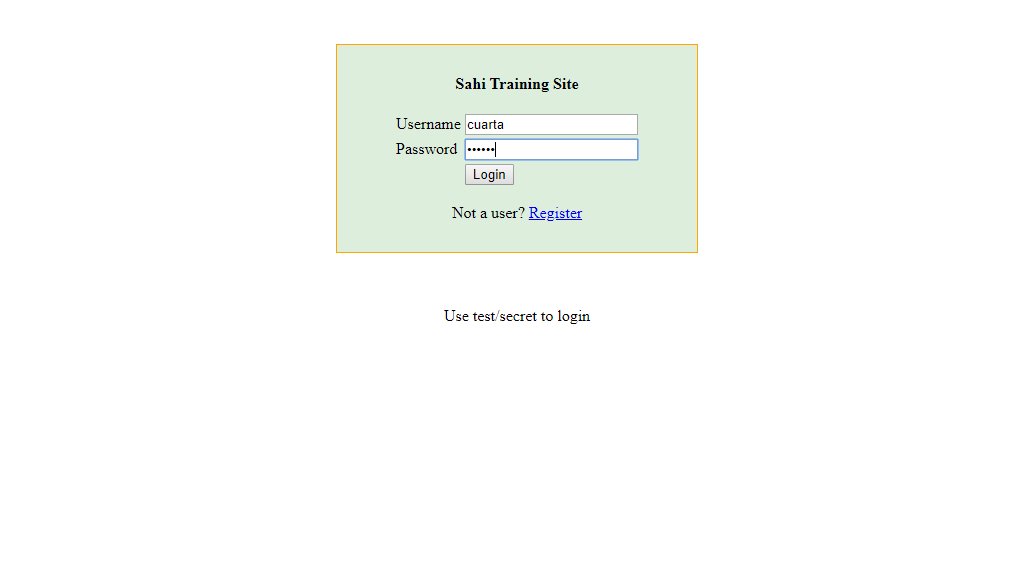 Sahi Training Site
Username cuarta
Password ••••••
Login
Not a user? Register
Use test/secret to login